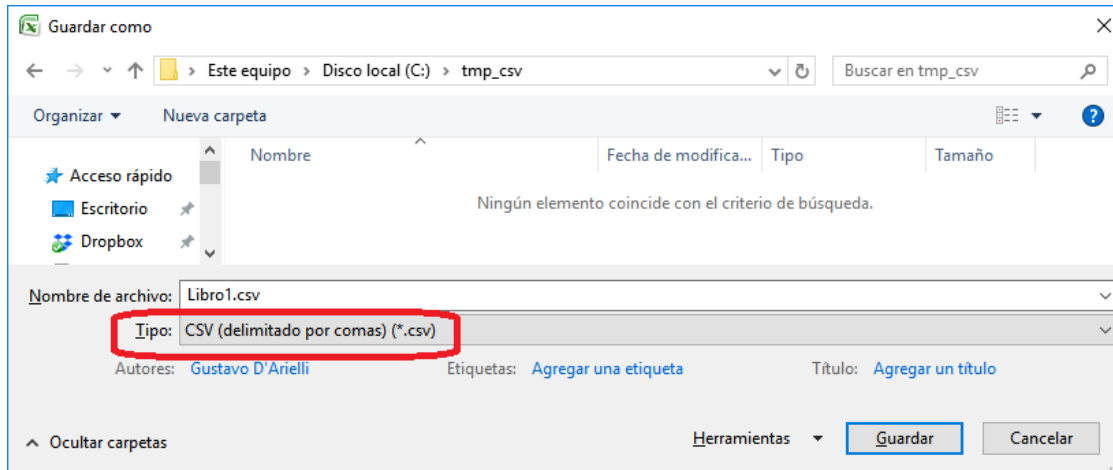 Guardar como
Este equipo > Disco local (C:) > tmp_csv
Buscar en tmp_csv
Organizar
Nueva carpeta
?
Nombre
Fecha de modifica...
Tipo
Tamaño
Acceso rápido
Escritorio
Dropbox
Ningún elemento coincide con el criterio de búsqueda.
Nombre de archivo: Libro1.csv
Tipo: CSV (delimitado por comas) (*.csv)
Autores: Gustavo D'Arielli
Etiquetas: Agregar una etiqueta
Título: Agregar un título
Ocultar carpetas
Herramientas
Guardar
Cancelar